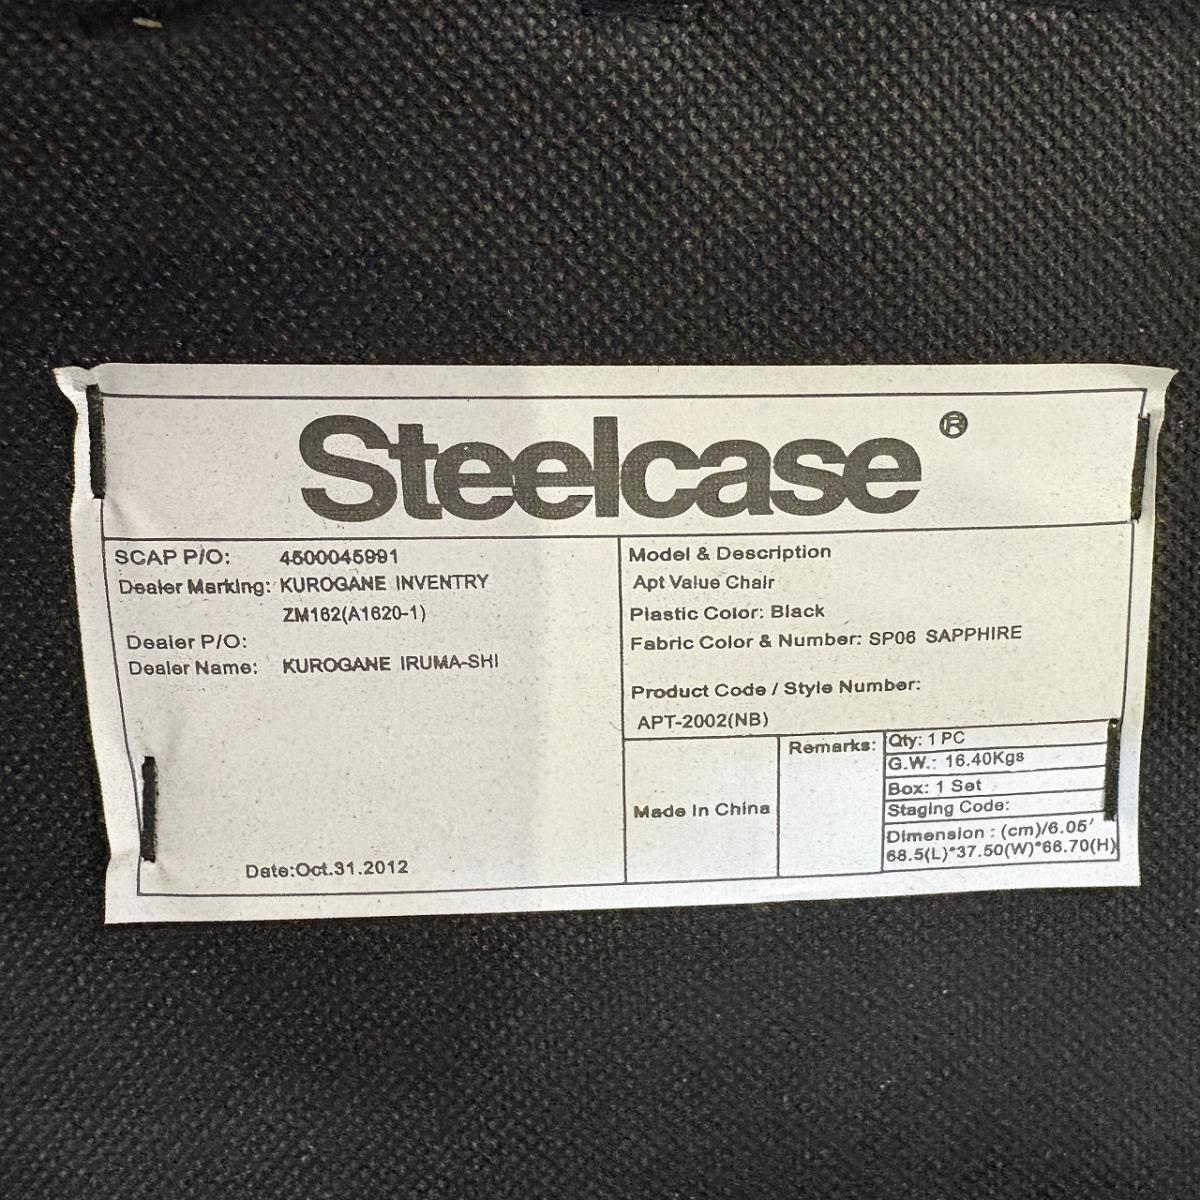 Steelcase®
SCAP P/O: 4500045991
Dealer Marking: KUROGANE INVENTRY
ZM162(A1620-1)
Dealer P/O:
Dealer Name: KUROGANE IRUMA-SHI
Date:Oct.31.2012
Model & Description
Apt Value Chair
Plastic Color: Black
Fabric Color & Number: SP06 SAPPHIRE
Product Code / Style Number:
APT-2002(NB)
Made In China
Remarks:
Qty: 1 PC
G.W.: 16.40Kgs
Box: 1 Set
Staging Code:
Dimension : (cm)/6.05'
68.5(L)*37.50(W)*66.70(H)